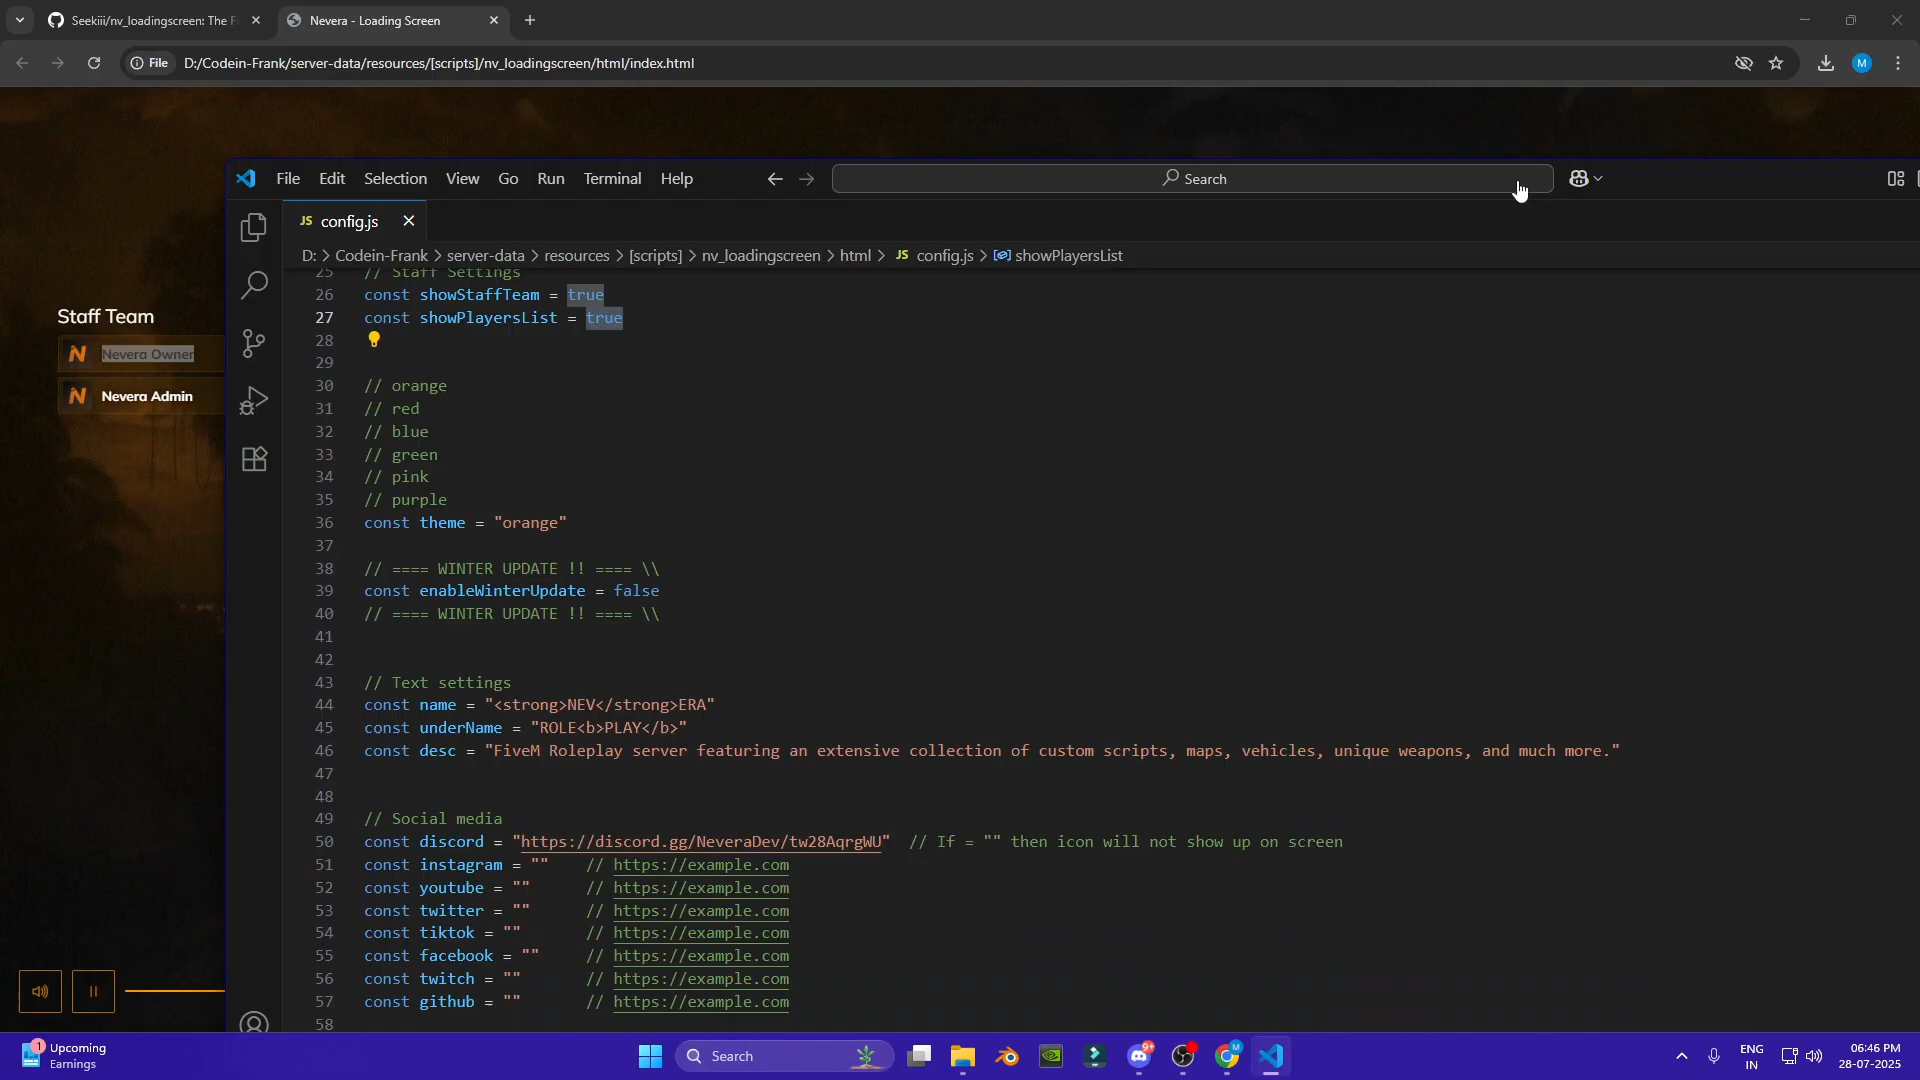 Seekiii/nv_loadingscreen: The F
Nevera - Loading Screen
File
D:/Codein-Frank/server-data/resources/[scripts]/nv_loadingscreen/html/index.html
M
File Edit Selection View Go Run Terminal Help
Search
JS config.js
D: > Codein-Frank > server-data > resources > [scripts] > nv_loadingscreen > html > JS config.js > showPlayersList
25 // Staff Settings
26 const showStaffTeam = true
27 const showPlayersList = true
28
29
30 // orange
31 // red
32 // blue
33 // green
34 // pink
35 // purple
36 const theme = "orange"
37
38 // ==== WINTER UPDATE !! ==== \\
39 const enableWinterUpdate = false
40 // ==== WINTER UPDATE !! ==== \\
41
42
43 // Text settings
44 const name = "<strong>NEV</strong>ERA"
45 const underName = "ROLE<b>PLAY</b>"
46 const desc = "FiveM Roleplay server featuring an extensive collection of custom scripts, maps, vehicles, unique weapons, and much more."
47
48
49 // Social media
50 const discord = "https://discord.gg/NeveraDev/tw28AqrgWU" // If = "" then icon will not show up on screen
51 const instagram = "" // https://example.com
52 const youtube = "" // https://example.com
53 const twitter = "" // https://example.com
54 const tiktok = "" // https://example.com
55 const facebook = "" // https://example.com
56 const twitch = "" // https://example.com
57 const github = "" // https://example.com
58
Staff Team
N Nevera Owner
N Nevera Admin
1
Upcoming
Earnings
Search
9+
M
ENG
IN
06:46 PM
28-07-2025